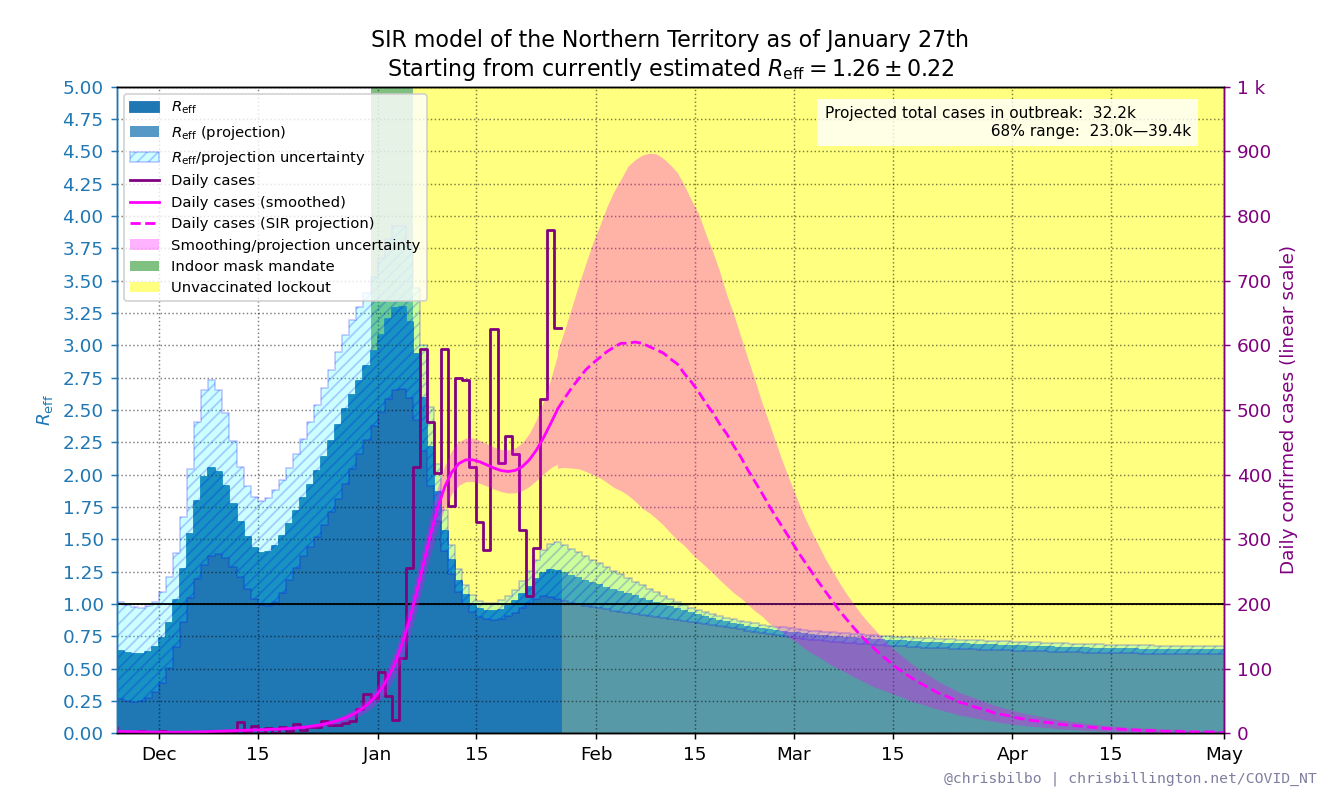 SIR model of the Northern Territory as of January 27th
Starting from currently estimated Reff = 1.26 ± 0.22
Reff
Reff (projection)
Reff/projection uncertainty
Daily cases
Daily cases (smoothed)
Daily cases (SIR projection)
Smoothing/projection uncertainty
Indoor mask mandate
Unvaccinated lockout
Projected total cases in outbreak: 32.2k
68% range: 23.0k—39.4k
5.00
4.75
4.50
4.25
4.00
3.75
3.50
3.25
3.00
2.75
2.50
2.25
2.00
1.75
1.50
1.25
1.00
0.75
0.50
0.25
0.00
Reff
1 k
900
800
700
600
500
400
300
200
100
0
Daily confirmed cases (linear scale)
Dec 15 Jan 15 Feb 15 Mar 15 Apr 15 May
@chrisbilbo | chrisbillington.net/COVID_NT